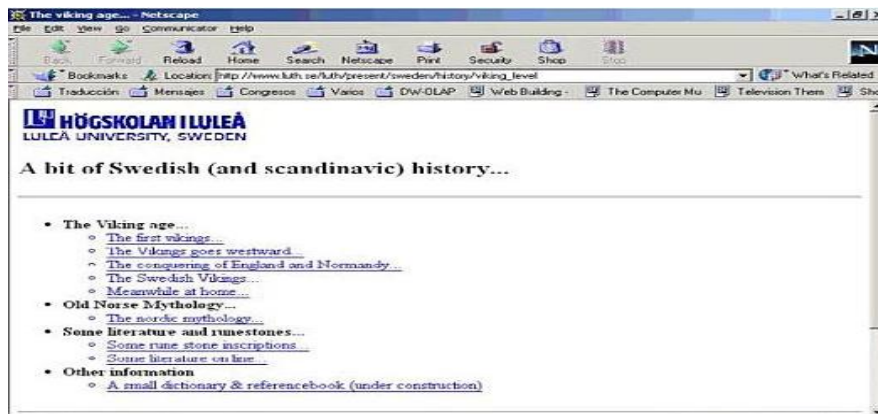 The viking age... - Netscape
File Edit View Go Communicator Help
Back Forward Reload Home Search Netscape Print Security Shop Stop
Bookmarks Location: http://www.luth.se/luth/present/sweden/history/viking_level What's Related
Traducción Mensajes Congresos Varios DW-OLAP Web Building - The Computer Mu Television Them Sho
HÖGSKOLAN I LULEÅ
LULEÅ UNIVERSITY, SWEDEN
A bit of Swedish (and scandinavic) history...
The Viking age...
The first vikings...
The Vikings goes westward...
The conquering of England and Normandy...
The Swedish Vikings...
Meanwhile at home...
Old Norse Mythology...
The nordic mythology...
Some literature and runestones...
Some rune stone inscriptions...
Some literature on line...
Other information
A small dictionary & referencebook (under construction)